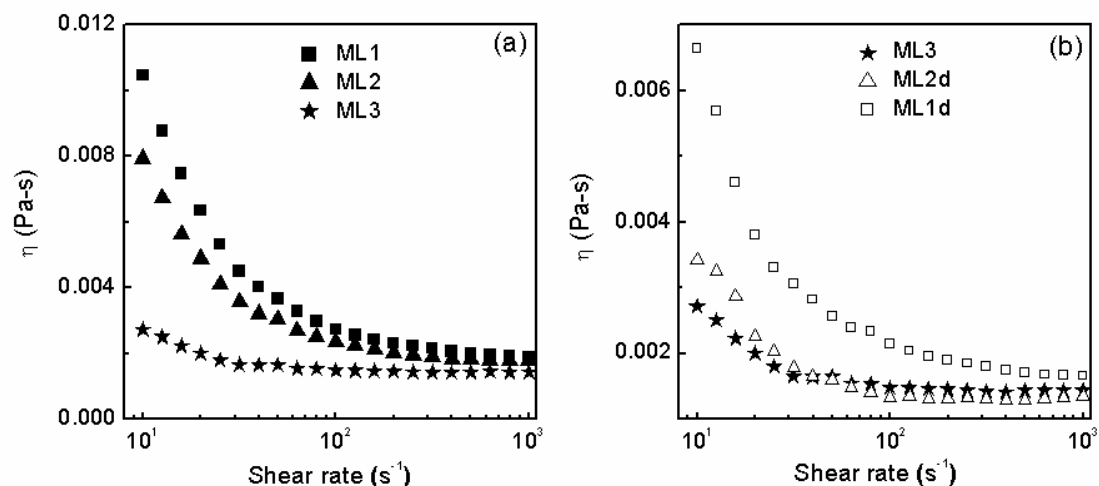 (a)
ML1
ML2
ML3
0.012
0.008
0.004
0.000
η (Pa-s)
10¹
10²
10³
Shear rate (s⁻¹)
(b)
ML3
ML2d
ML1d
0.006
0.004
0.002
η (Pa-s)
10¹
10²
10³
Shear rate (s⁻¹)